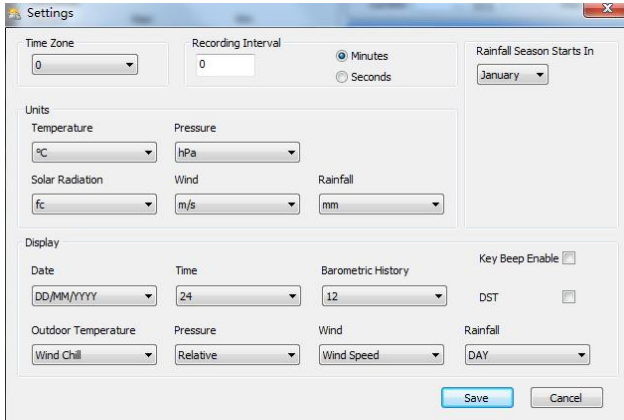 Settings
Time Zone
0
Recording Interval
0
Minutes
Seconds
Rainfall Season Starts In
January
Units
Temperature
Pressure
ºC
hPa
Solar Radiation
Wind
Rainfall
fc
m/s
mm
Display
Date
Time
Barometric History
Key Beep Enable
DD/MM/YYYY
24
12
DST
Outdoor Temperature
Pressure
Wind
Rainfall
Wind Chill
Relative
Wind Speed
DAY
Save
Cancel